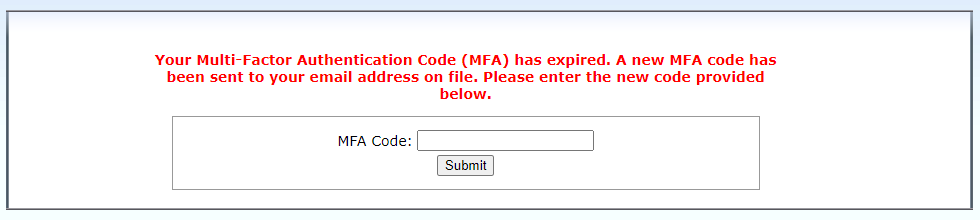 Your Multi-Factor Authentication Code (MFA) has expired. A new MFA code has
been sent to your email address on file. Please enter the new code provided
below.
MFA Code:
Submit